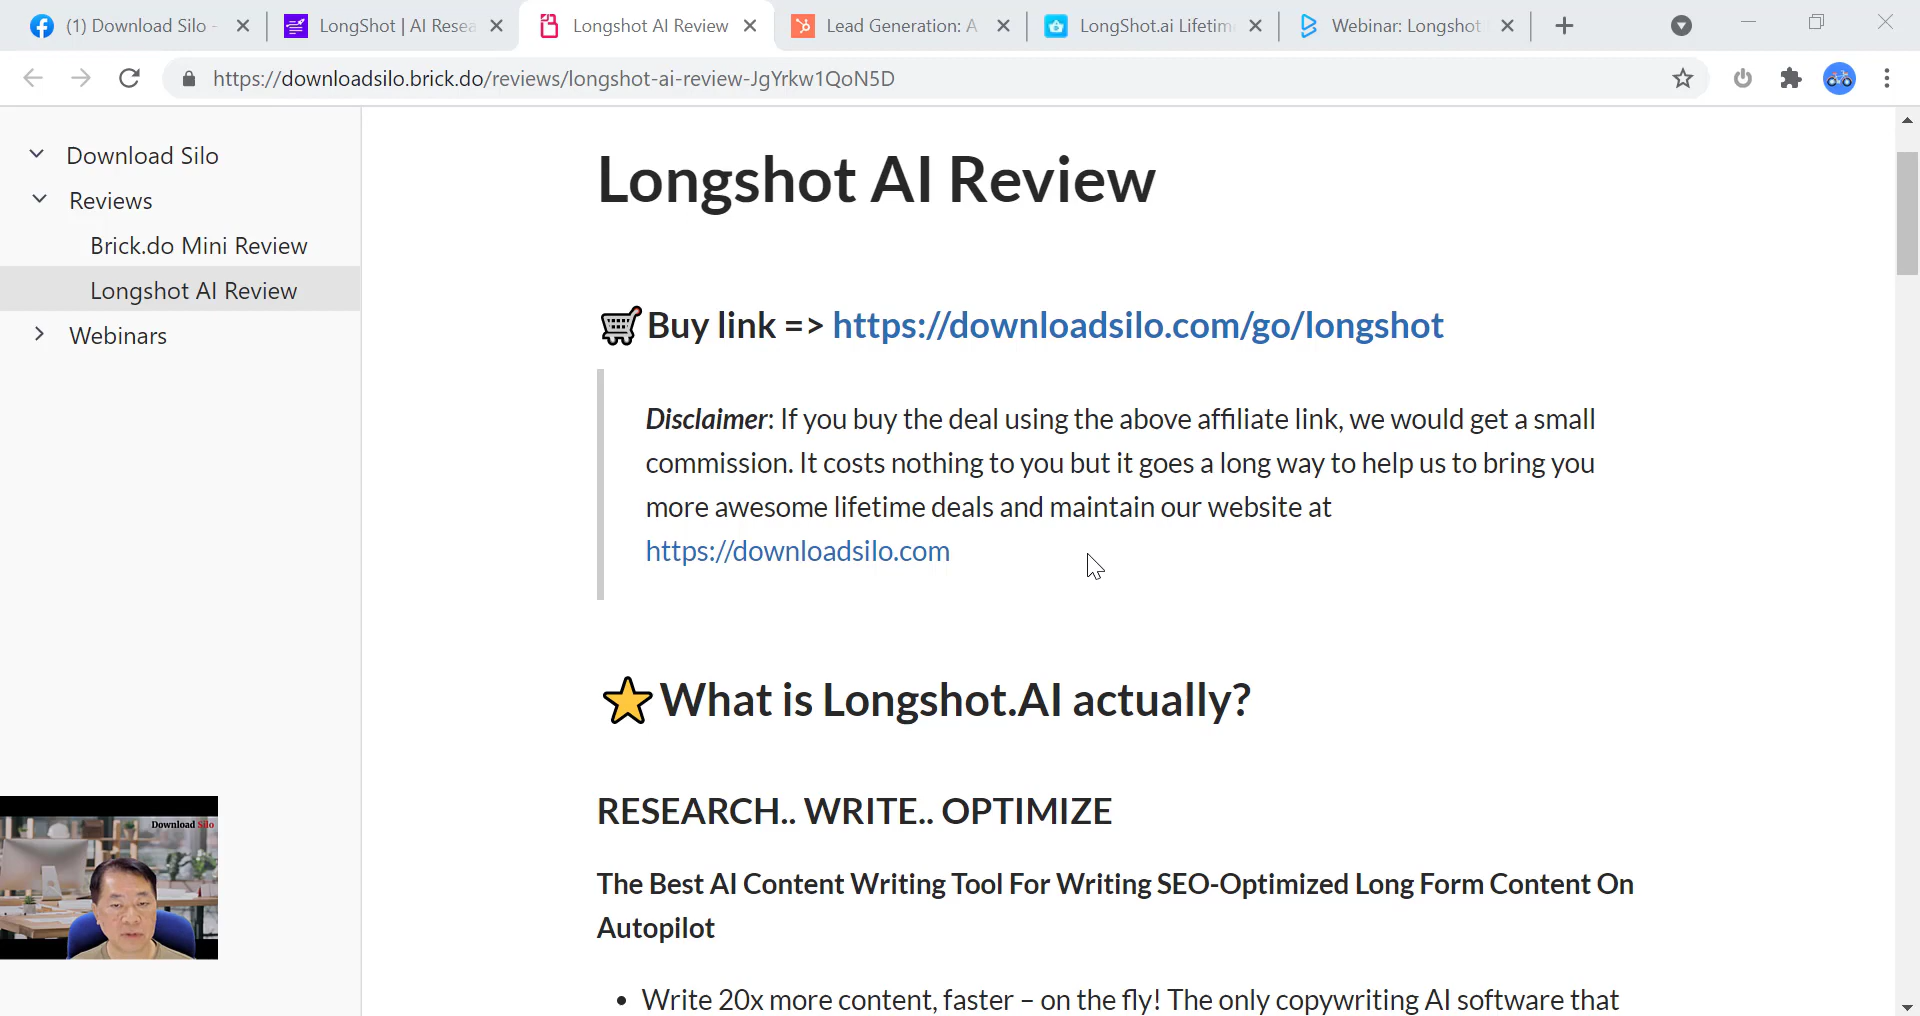 (1) Download Silo -
LongShot | AI Resea
Longshot AI Review
Lead Generation: A
LongShot.ai Lifetim
Webinar: Longshot
https://downloadsilo.brick.do/reviews/longshot-ai-review-JgYrkw1QoN5D
Download Silo
Reviews
Brick.do Mini Review
Longshot AI Review
Webinars
Longshot AI Review
Buy link => https://downloadsilo.com/go/longshot
Disclaimer: If you buy the deal using the above affiliate link, we would get a small
commission. It costs nothing to you but it goes a long way to help us to bring you
more awesome lifetime deals and maintain our website at
https://downloadsilo.com
What is Longshot.AI actually?
RESEARCH.. WRITE.. OPTIMIZE
The Best AI Content Writing Tool For Writing SEO-Optimized Long Form Content On
Autopilot
• Write 20x more content, faster – on the fly! The only copywriting AI software that
Download Silo